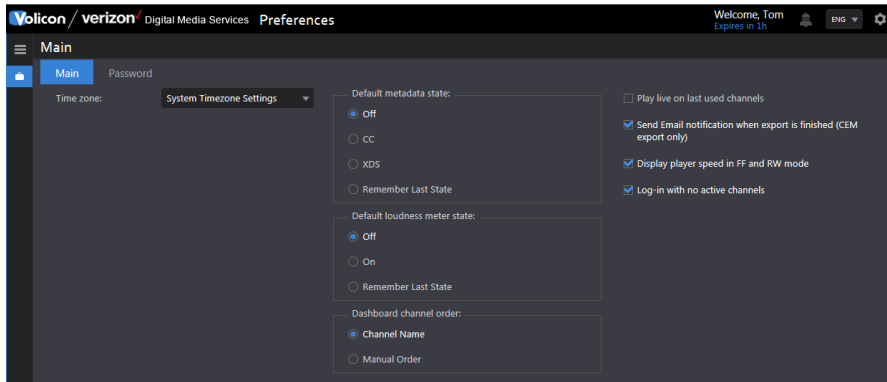 Volicon / verizon✓ Digital Media Services Preferences
Welcome, Tom
Expires in 1h
ENG
Main
Main
Password
Time zone:
System Timezone Settings
Default metadata state:
Off
CC
XDS
Remember Last State
Default loudness meter state:
Off
On
Remember Last State
Dashboard channel order:
Channel Name
Manual Order
Play live on last used channels
Send Email notification when export is finished (CEM
export only)
Display player speed in FF and RW mode
Log-in with no active channels